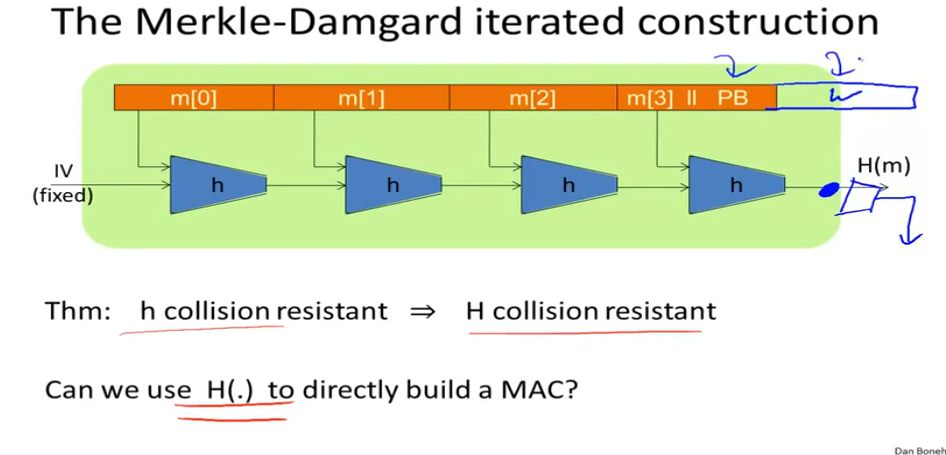 The Merkle-Damgard iterated construction
m[0] m[1] m[2] m[3] || PB w
IV
(fixed)
h h h h
H(m)
Thm: h collision resistant ⇒ H collision resistant
Can we use H(.) to directly build a MAC?
Dan Boneh